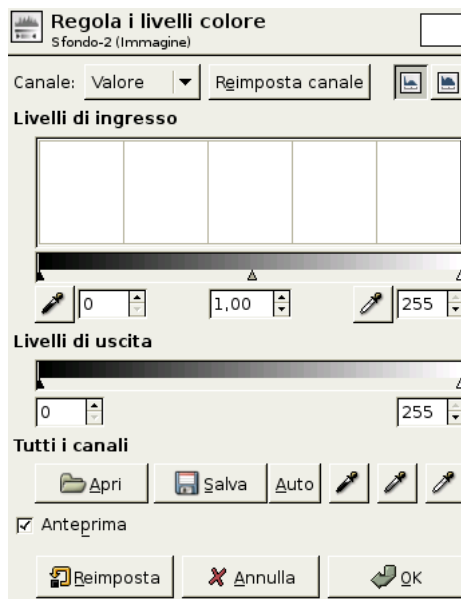 Regola i livelli colore
Sfondo-2 (Immagine)
Canale: Valore Reimposta canale
Livelli di ingresso
0 1,00 255
Livelli di uscita
0 255
Tutti i canali
Apri Salva Auto
Anteprima
Reimposta Annulla OK